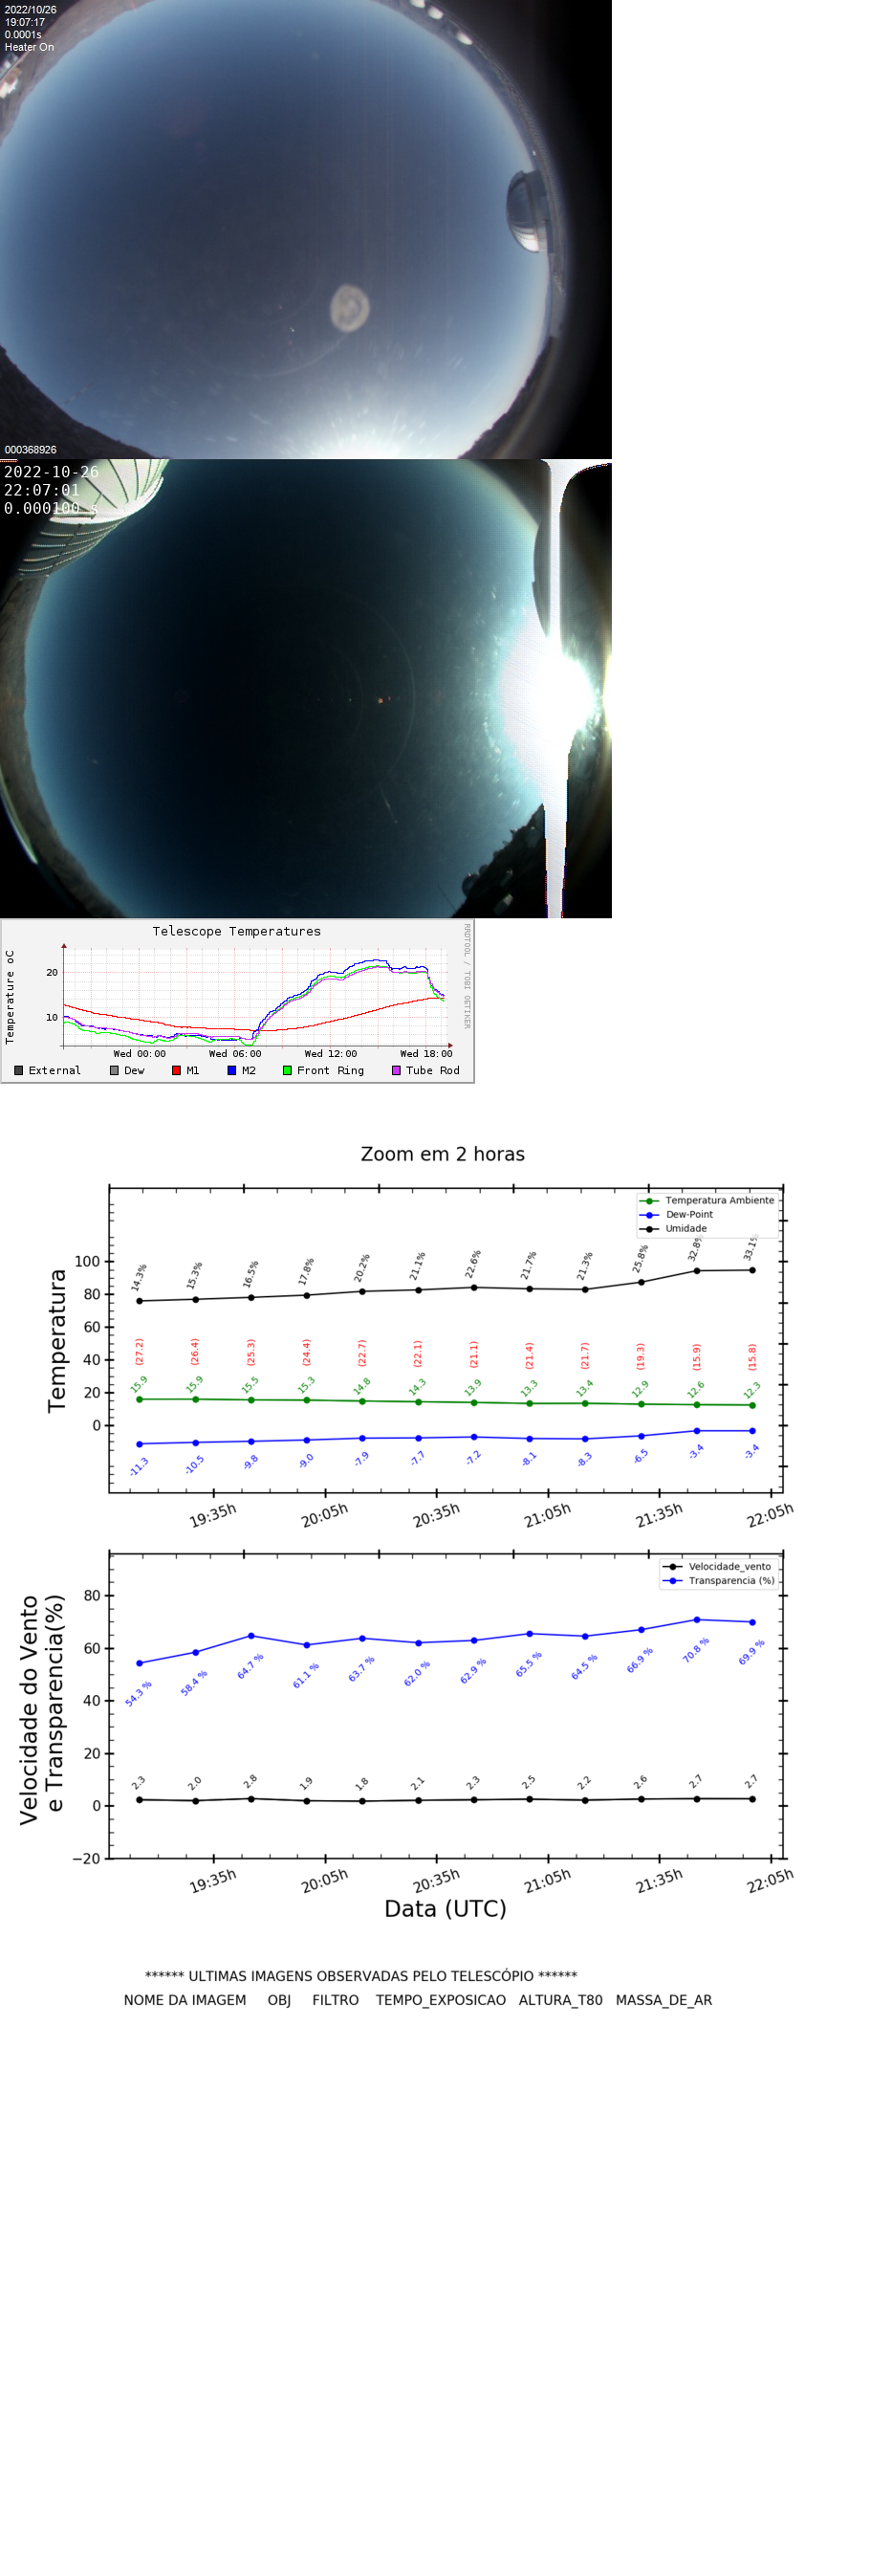 2022/10/26
19:07:17
0.0001s
Heater On
000368926
2022-10-26
22:07:01
0.000100 s
Telescope Temperatures
Temperature oC
20
10
Wed 00:00 Wed 06:00 Wed 12:00 Wed 18:00
External Dew M1 M2 Front Ring Tube Rod
RRDTOOL / TOBI OETIKER
Zoom em 2 horas
Temperatura
Temperatura Ambiente
Dew-Point
Umidade
100
80
60
40
20
0
14.3% 15.3% 16.5% 17.8% 20.2% 21.1% 22.6% 21.7% 21.3% 25.8% 32.8% 33.1%
(27.2) (26.4) (25.3) (24.4) (22.7) (22.1) (21.1) (21.4) (21.7) (19.3) (15.9) (15.8)
15.9 15.9 15.5 15.3 14.8 14.3 13.9 13.3 13.4 12.9 12.6 12.3
-11.3 -10.5 -9.8 -9.0 -7.9 -7.7 -7.2 -8.1 -8.3 -6.5 -3.4 -3.4
19:35h 20:05h 20:35h 21:05h 21:35h 22:05h
Velocidade do Vento
e Transparencia(%)
Velocidade_vento
Transparencia (%)
80
60
40
20
0
−20
54.3 % 58.4 % 64.7 % 61.1 % 63.7 % 62.0 % 62.9 % 65.5 % 64.5 % 66.9 % 70.8 % 69.9 %
2.3 2.0 2.8 1.9 1.8 2.1 2.3 2.5 2.2 2.6 2.7 2.7
19:35h 20:05h 20:35h 21:05h 21:35h 22:05h
Data (UTC)
****** ULTIMAS IMAGENS OBSERVADAS PELO TELESCÓPIO ******
NOME DA IMAGEM OBJ FILTRO TEMPO_EXPOSICAO ALTURA_T80 MASSA_DE_AR